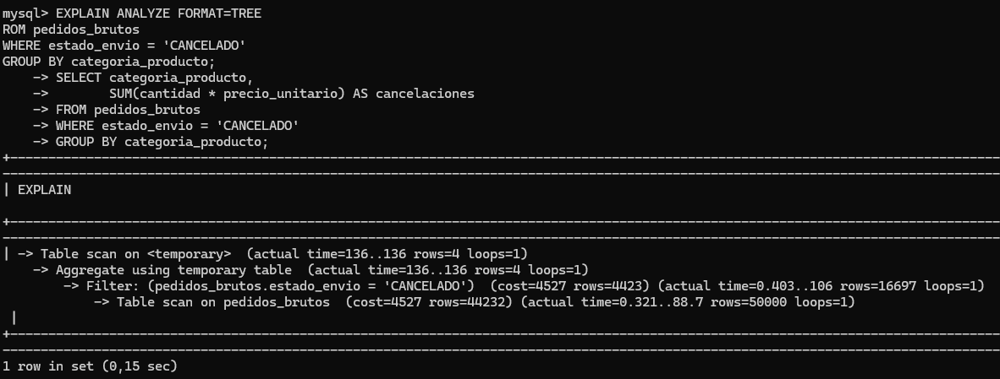 mysql> EXPLAIN ANALYZE FORMAT=TREE
ROM pedidos_brutos
WHERE estado_envio = 'CANCELADO'
GROUP BY categoria_producto;
    -> SELECT categoria_producto,
    ->        SUM(cantidad * precio_unitario) AS cancelaciones
    -> FROM pedidos_brutos
    -> WHERE estado_envio = 'CANCELADO'
    -> GROUP BY categoria_producto;
+----------------------------------------------------------------------------------------------------------------------------------
-----------------------------------------------------------------------------------------------------------------------------------
| EXPLAIN
+----------------------------------------------------------------------------------------------------------------------------------
-----------------------------------------------------------------------------------------------------------------------------------
| -> Table scan on <temporary>  (actual time=136..136 rows=4 loops=1)
    -> Aggregate using temporary table  (actual time=136..136 rows=4 loops=1)
        -> Filter: (pedidos_brutos.estado_envio = 'CANCELADO')  (cost=4527 rows=4423) (actual time=0.403..106 rows=16697 loops=1)
            -> Table scan on pedidos_brutos  (cost=4527 rows=44232) (actual time=0.321..88.7 rows=50000 loops=1)
 |
+----------------------------------------------------------------------------------------------------------------------------------
-----------------------------------------------------------------------------------------------------------------------------------
1 row in set (0,15 sec)